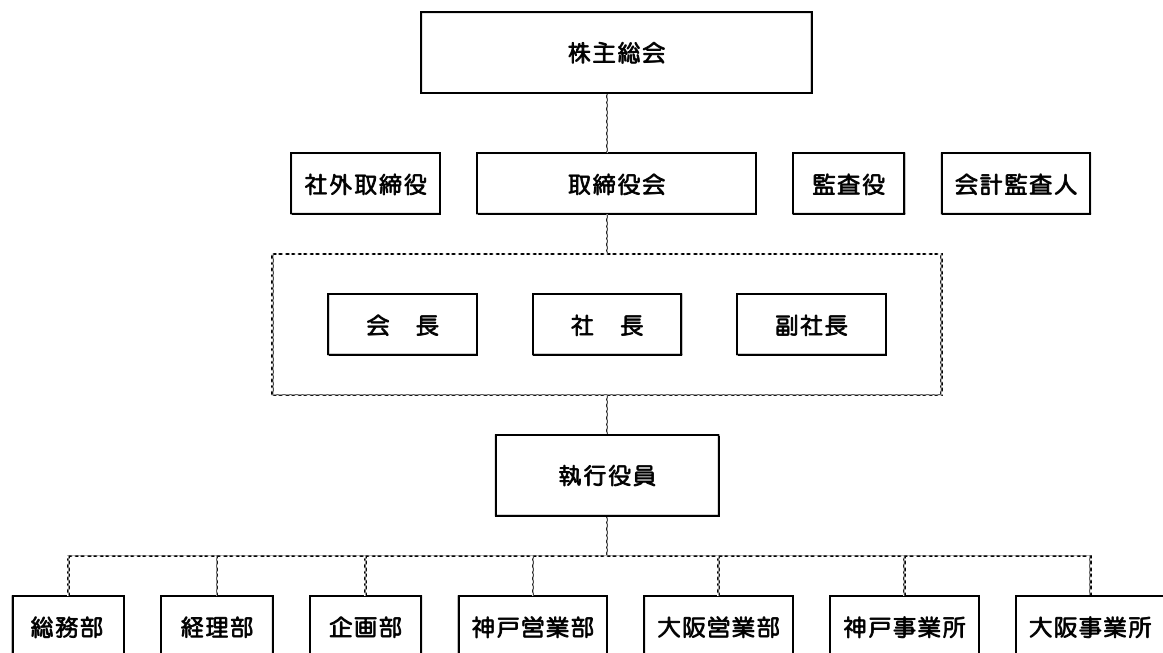 株主総会
社外取締役
取締役会
監査役
会計監査人
会　長
社　長
副社長
執行役員
総務部
経理部
企画部
神戸営業部
大阪営業部
神戸事業所
大阪事業所